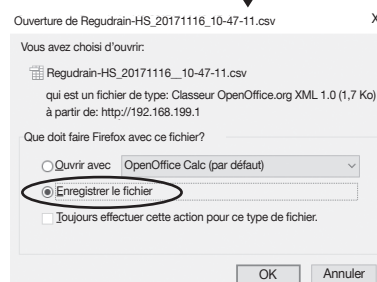 Ouverture de Regudrain-HS_20171116_10-47-11.csv X
Vous avez choisi d'ouvrir:
Regudrain-HS_20171116__10-47-11.csv
qui est un fichier de type: Classeur OpenOffice.org XML 1.0 (1,7 Ko)
à partir de: http://192.168.199.1
Que doit faire Firefox avec ce fichier?
Ouvrir avec OpenOffice Calc (par défaut)
Enregistrer le fichier
Toujours effectuer cette action pour ce type de fichier.
OK Annuler